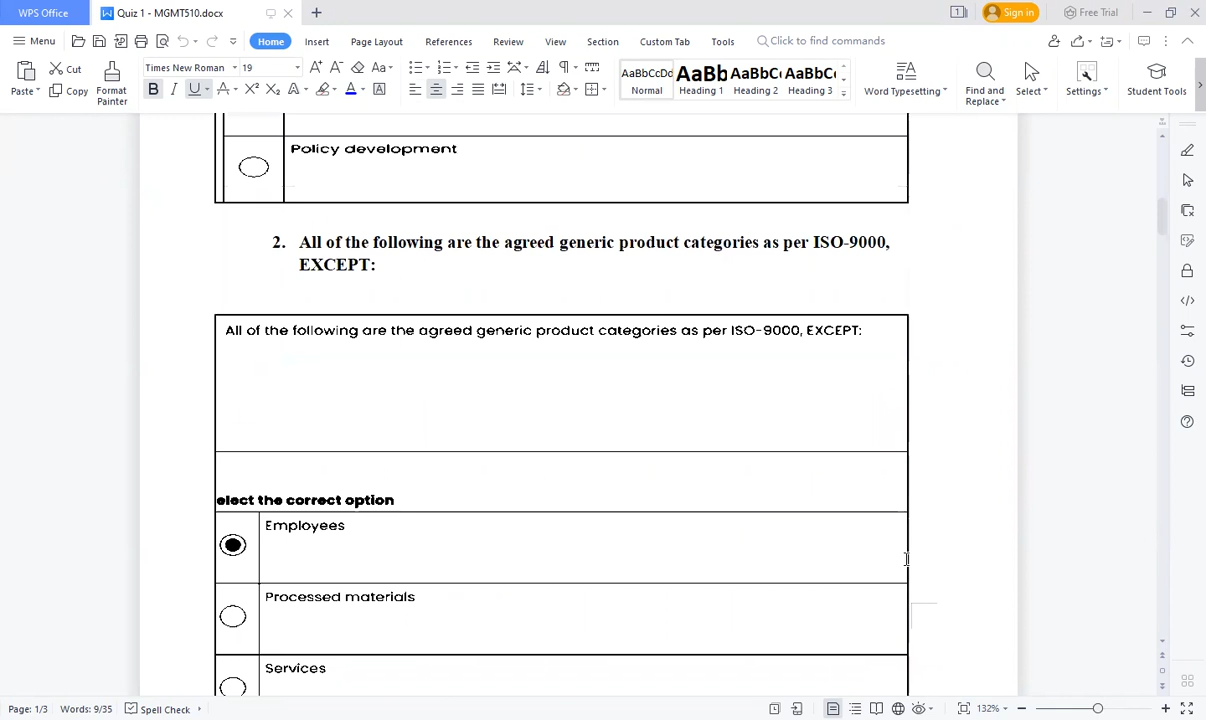 WPS Office
Quiz 1 - MGMT510.docx
Sign in
Free Trial
Menu
Home
Insert
Page Layout
References
Review
View
Section
Custom Tab
Tools
Click to find commands
Paste
Cut
Copy
Format
Painter
Times New Roman
19
AaBbCcDd
Normal
AaBb
Heading 1
AaBbC
Heading 2
AaBbC
Heading 3
Word Typesetting
Find and
Replace
Select
Settings
Student Tools
Policy development
2. All of the following are the agreed generic product categories as per ISO-9000,
EXCEPT:
All of the following are the agreed generic product categories as per ISO-9000, EXCEPT:
elect the correct option
Employees
Processed materials
Services
Page: 1/3
Words: 9/35
Spell Check
132%